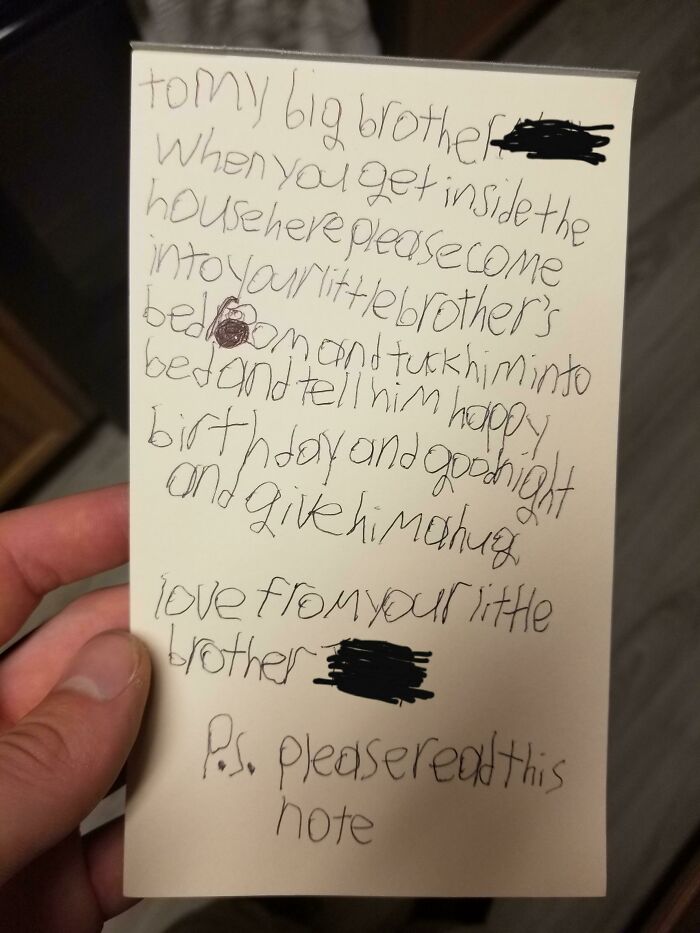 to my big brother
when you get inside the
house here please come
into your little brother's
bedroom and tuck him into
bed and tell him happy
birthday and goodnight
and give him a hug
love from your little
brother
P.s. please read this
note